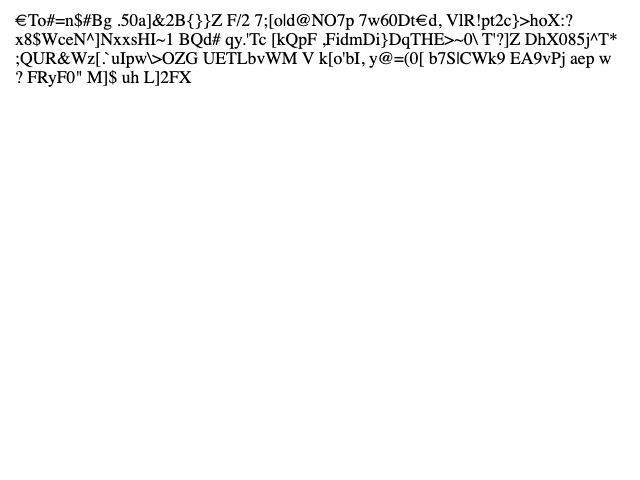 €To#=n$#Bg .50a]&2B{}}Z F/2 7;[o|d@NO7p 7w60Dt€d, VlR!pt2c}>hoX:?
x8$WceN^]NxxsHI~1 BQd# qy.'Tc [kQpF ,FidmDi}DqTHE>~0\ T'?]Z DhX085j^T*
;QUR&Wz[.`uIpw\>OZG UETLbvWM V k[o'bI, y@=(0[ b7S|CWk9 EA9vPj aep w
? FRyF0" M]$ uh L]2FX